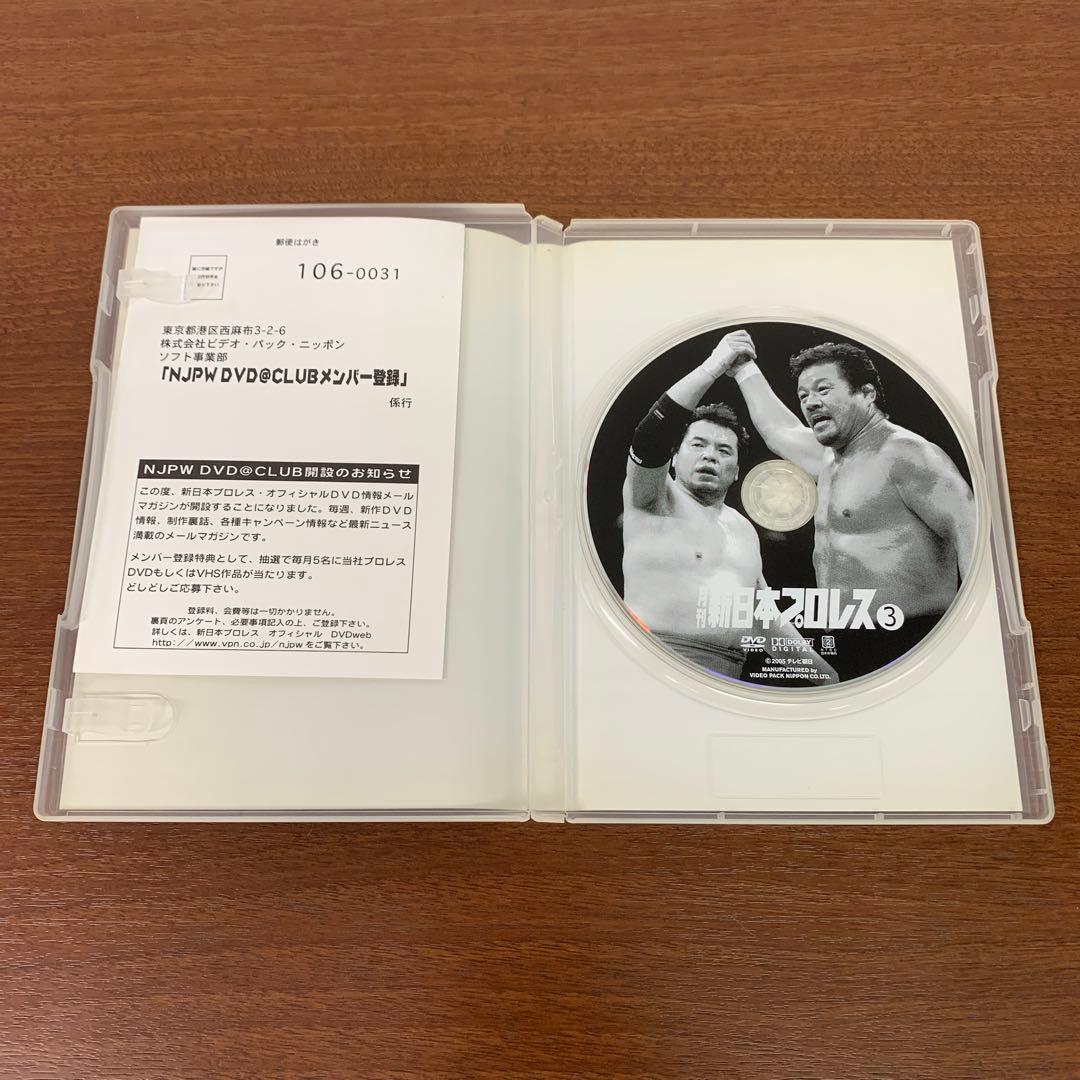 郵便はがき
106-0031
東京都港区西麻布3-2-6
株式会社ビデオ・パック・ニッポン
ソフト事業部
「NJPW DVD@CLUBメンバー登録」
係行
NJPW DVD@CLUB開設のお知らせ
この度、新日本プロレス・オフィシャルDVD情報メール
マガジンが開設することになりました。毎週、新作DVD
情報、制作裏話、各種キャンペーン情報など最新ニュース
満載のメールマガジンです。
メンバー登録特典として、抽選で毎月5名に当社プロレス
DVDもしくはVHS作品が当たります。
どしどしご応募下さい。
登録料、会費等は一切かかりません。
裏頁のアンケート、必要事項記入の上、ご登録下さい。
詳しくは、新日本プロレス オフィシャル DVDweb
http://www.vpn.co.jp/njpw をご覧下さい。
月刊新日本プロレス3
DVD VIDEO
DOLBY DIGITAL
2
© 2005 テレビ朝日
MANUFACTURED by
VIDEO PACK NIPPON CO.LTD.